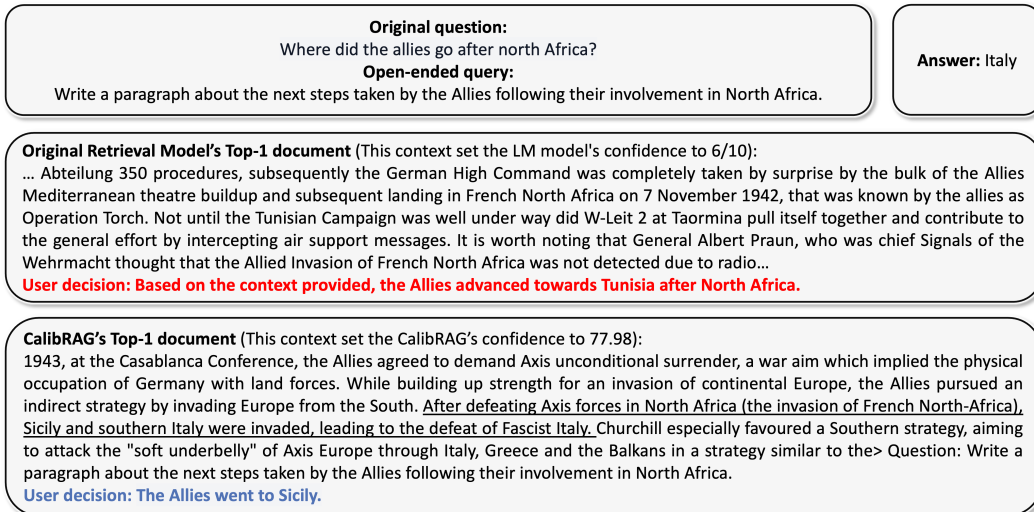 Original question:
Where did the allies go after north Africa?
Open-ended query:
Write a paragraph about the next steps taken by the Allies following their involvement in North Africa.
Answer: Italy
Original Retrieval Model's Top-1 document (This context set the LM model's confidence to 6/10):
... Abteilung 350 procedures, subsequently the German High Command was completely taken by surprise by the bulk of the Allies
Mediterranean theatre buildup and subsequent landing in French North Africa on 7 November 1942, that was known by the allies as
Operation Torch. Not until the Tunisian Campaign was well under way did W-Leit 2 at Taormina pull itself together and contribute to
the general effort by intercepting air support messages. It is worth noting that General Albert Praun, who was chief Signals of the
Wehrmacht thought that the Allied Invasion of French North Africa was not detected due to radio...
User decision: Based on the context provided, the Allies advanced towards Tunisia after North Africa.
CalibRAG's Top-1 document (This context set the CalibRAG's confidence to 77.98):
1943, at the Casablanca Conference, the Allies agreed to demand Axis unconditional surrender, a war aim which implied the physical
occupation of Germany with land forces. While building up strength for an invasion of continental Europe, the Allies pursued an
indirect strategy by invading Europe from the South. After defeating Axis forces in North Africa (the invasion of French North-Africa),
Sicily and southern Italy were invaded, leading to the defeat of Fascist Italy. Churchill especially favoured a Southern strategy, aiming
to attack the "soft underbelly" of Axis Europe through Italy, Greece and the Balkans in a strategy similar to the> Question: Write a
paragraph about the next steps taken by the Allies following their involvement in North Africa.
User decision: The Allies went to Sicily.